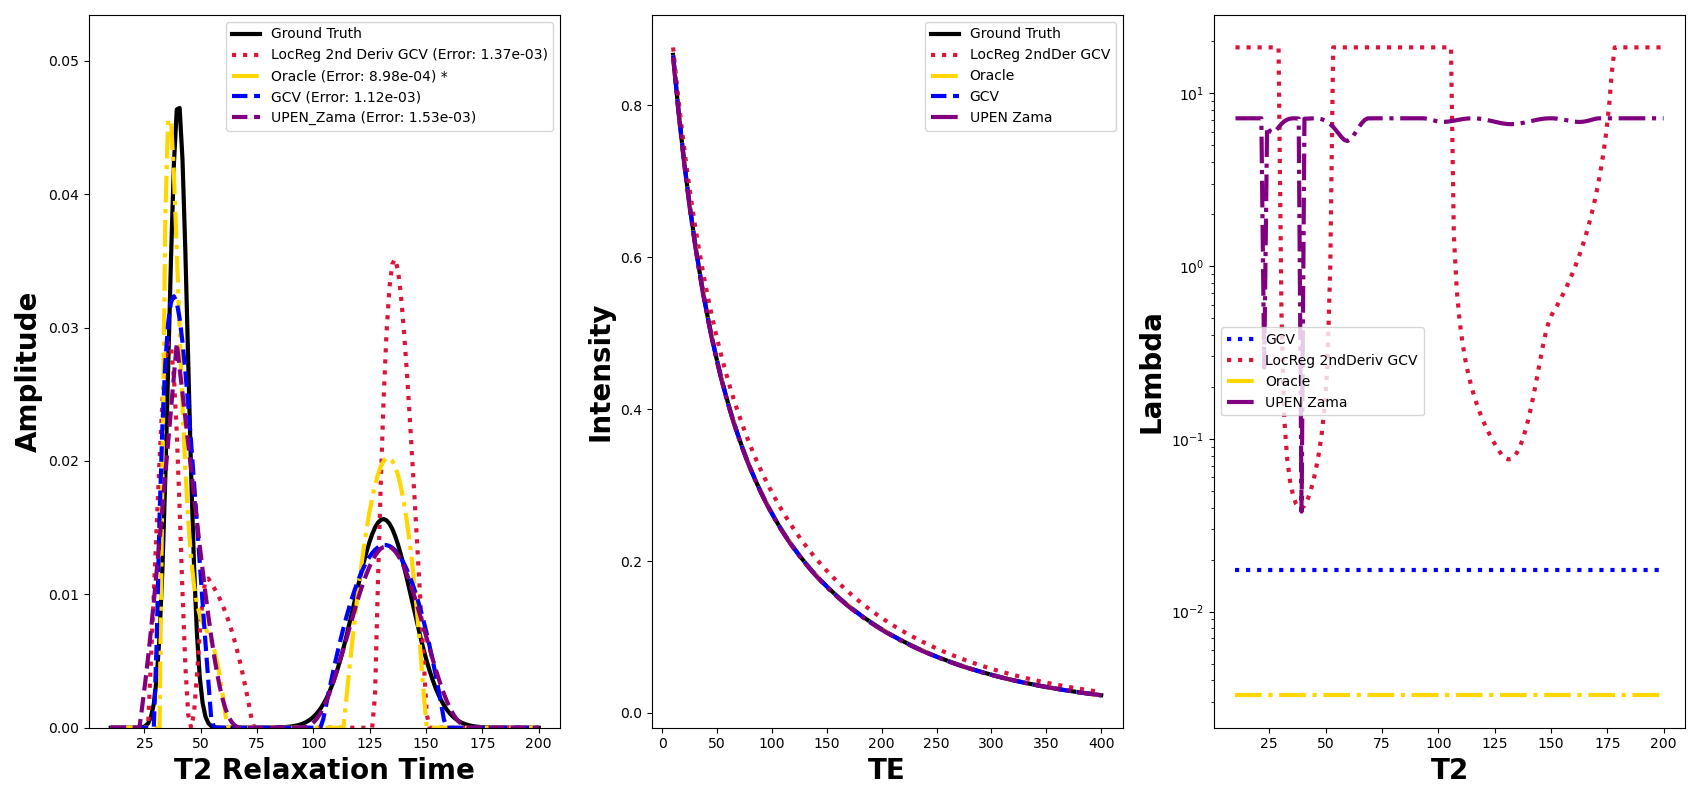 Amplitude
0.05
0.04
0.03
0.02
0.01
0.00
Ground Truth
LocReg 2nd Deriv GCV (Error: 1.37e-03)
Oracle (Error: 8.98e-04) *
GCV (Error: 1.12e-03)
UPEN_Zama (Error: 1.53e-03)
25 50 75 100 125 150 175 200
T2 Relaxation Time
Intensity
0.8
0.6
0.4
0.2
0.0
Ground Truth
LocReg 2ndDer GCV
Oracle
GCV
UPEN Zama
0 50 100 150 200 250 300 350 400
TE
Lambda
10¹
10⁰
10⁻¹
10⁻²
GCV
LocReg 2ndDeriv GCV
Oracle
UPEN Zama
25 50 75 100 125 150 175 200
T2